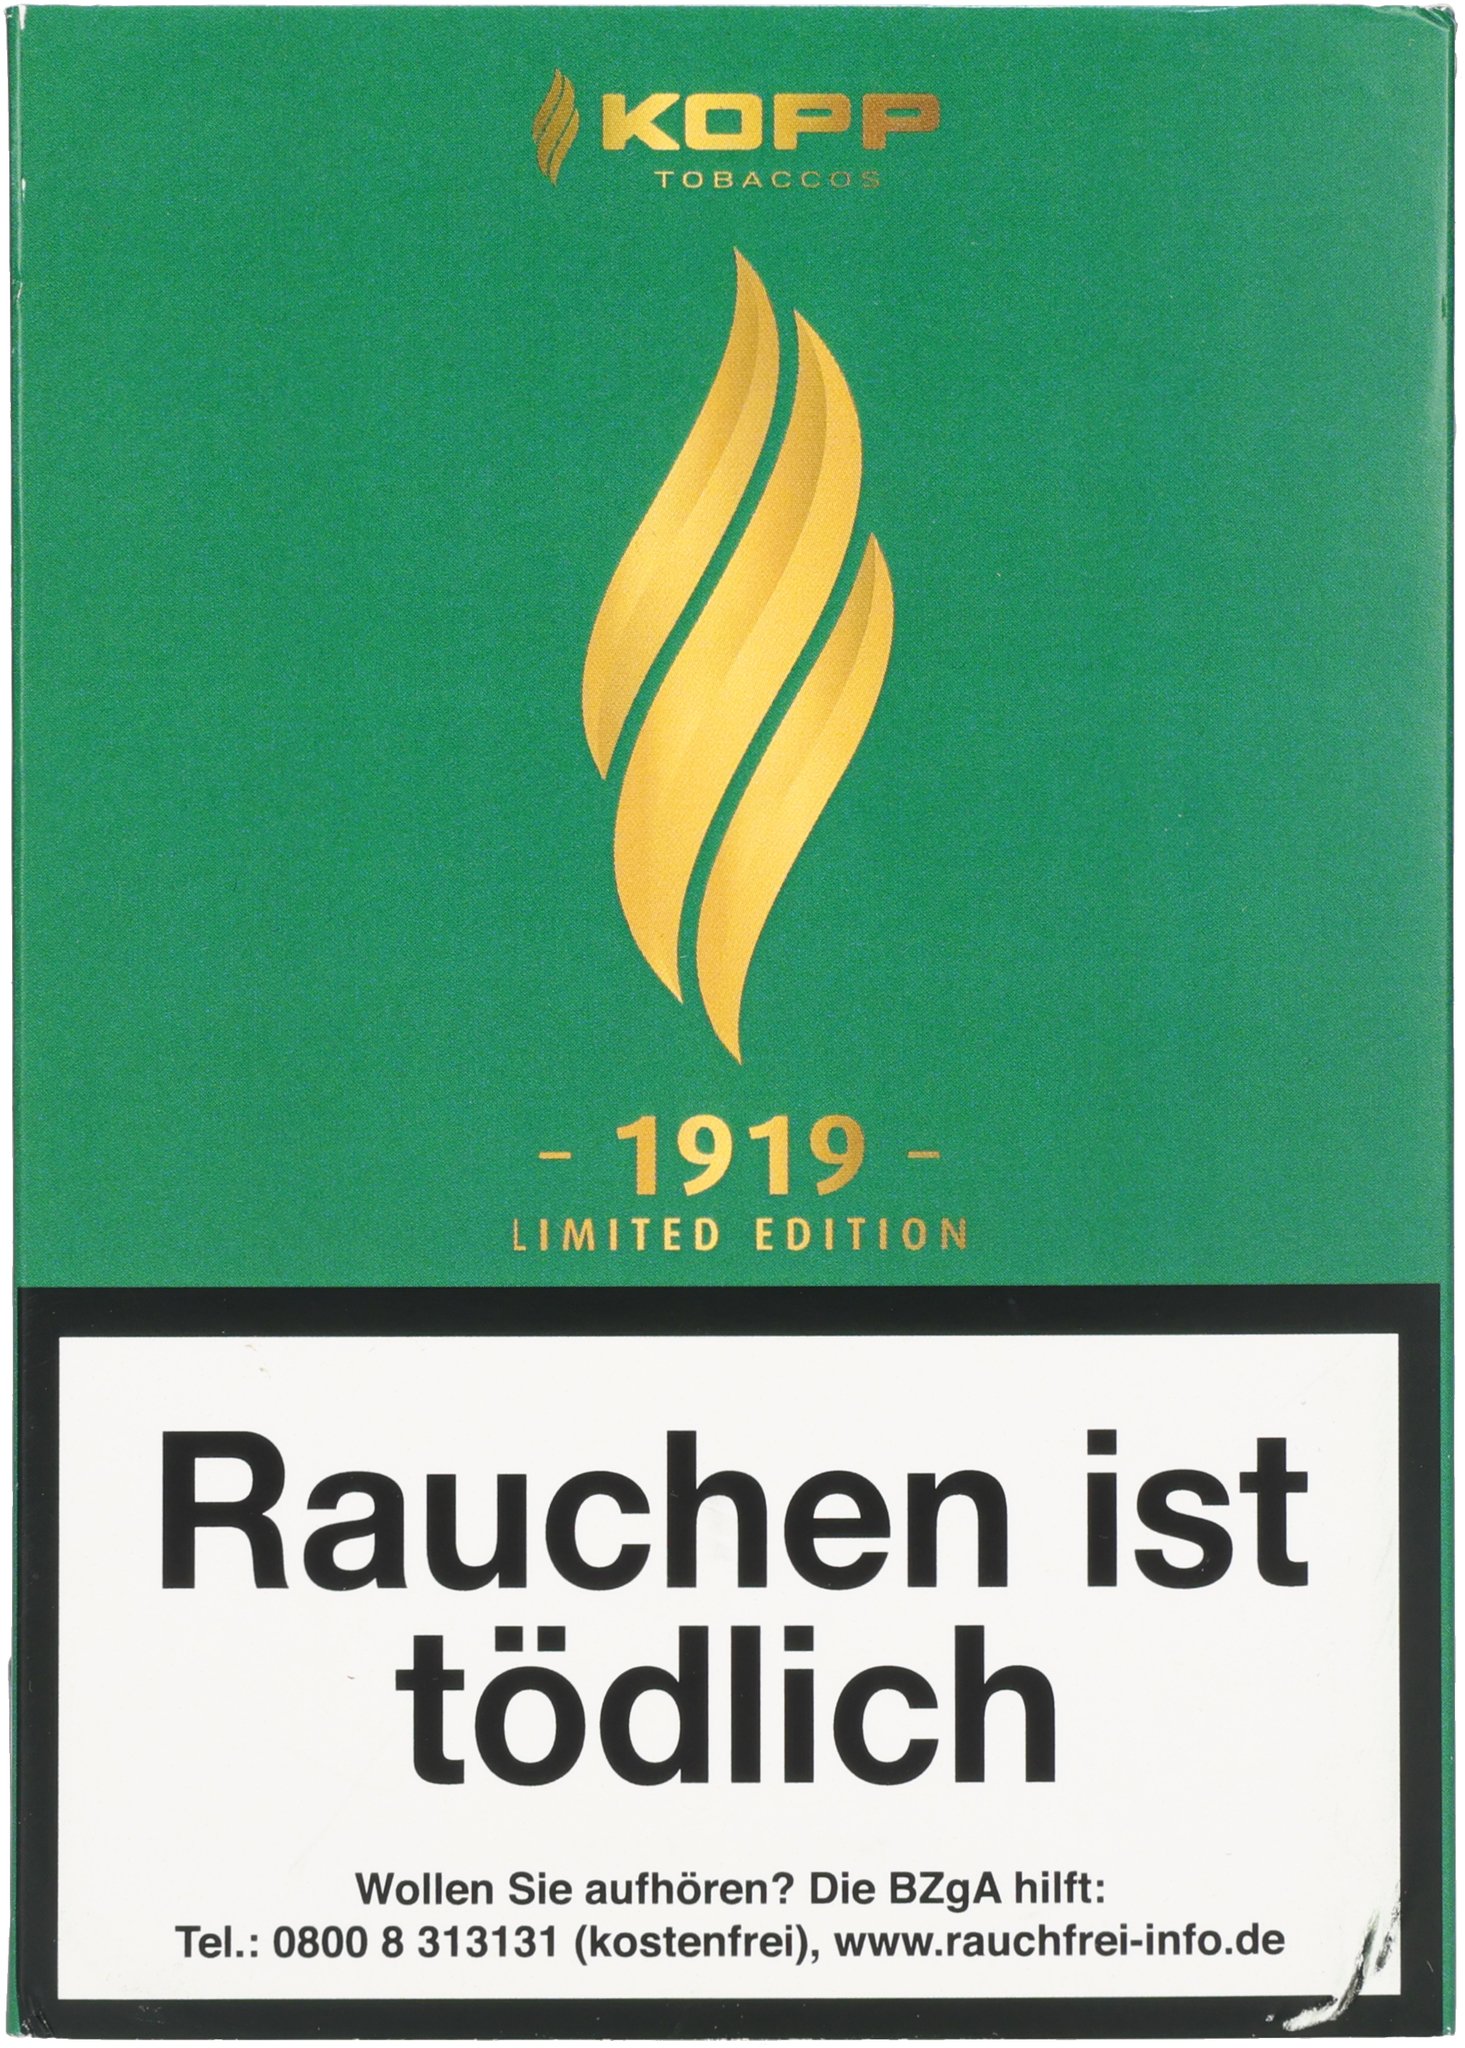 KOPP
TOBACCOS
- 1919 -
LIMITED EDITION
Rauchen ist
tödlich
Wollen Sie aufhören? Die BZgA hilft:
Tel.: 0800 8 313131 (kostenfrei), www.rauchfrei-info.de